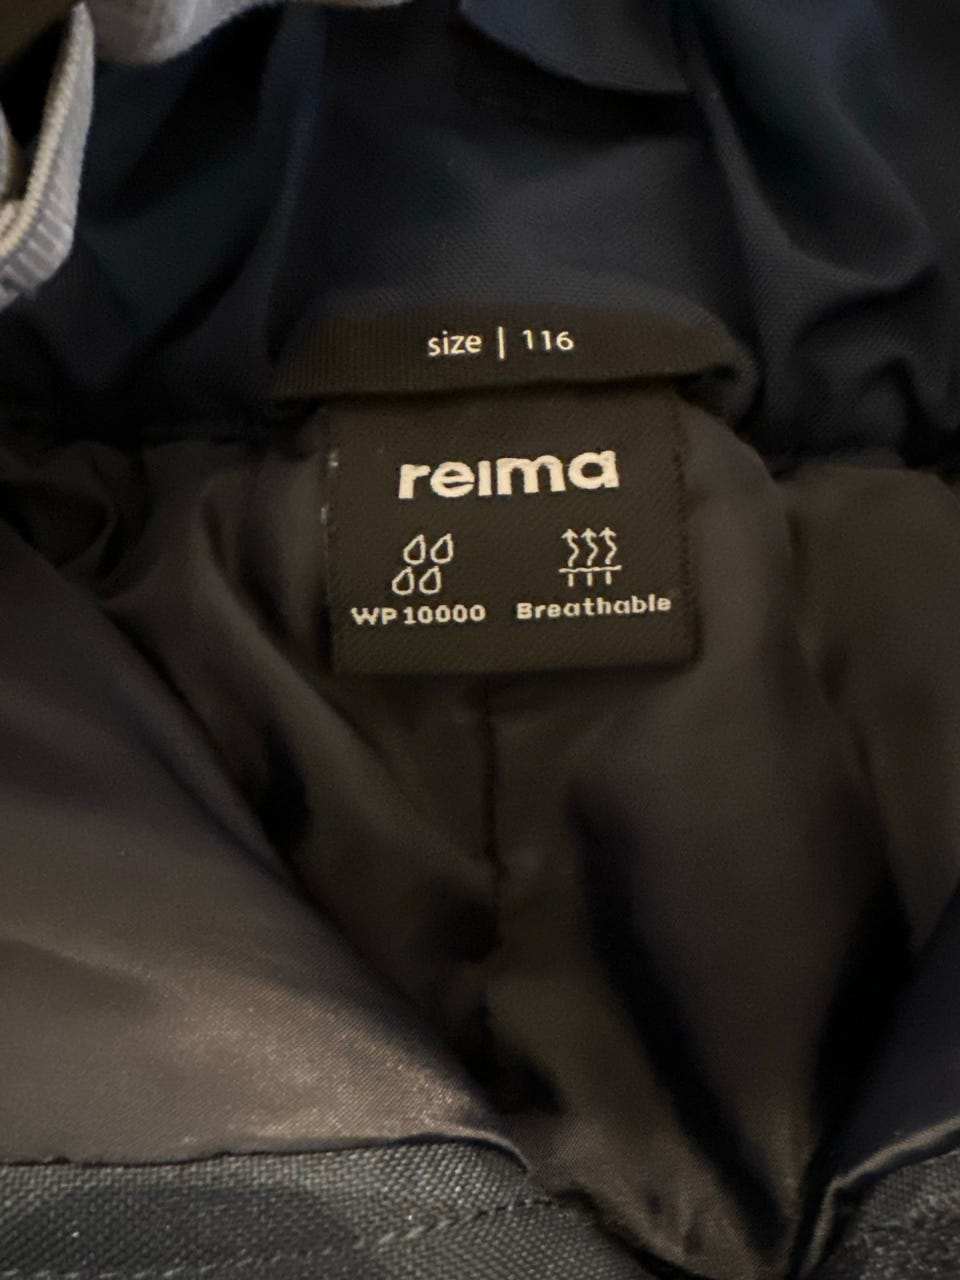 size | 116
reima
WP 10000 Breathable